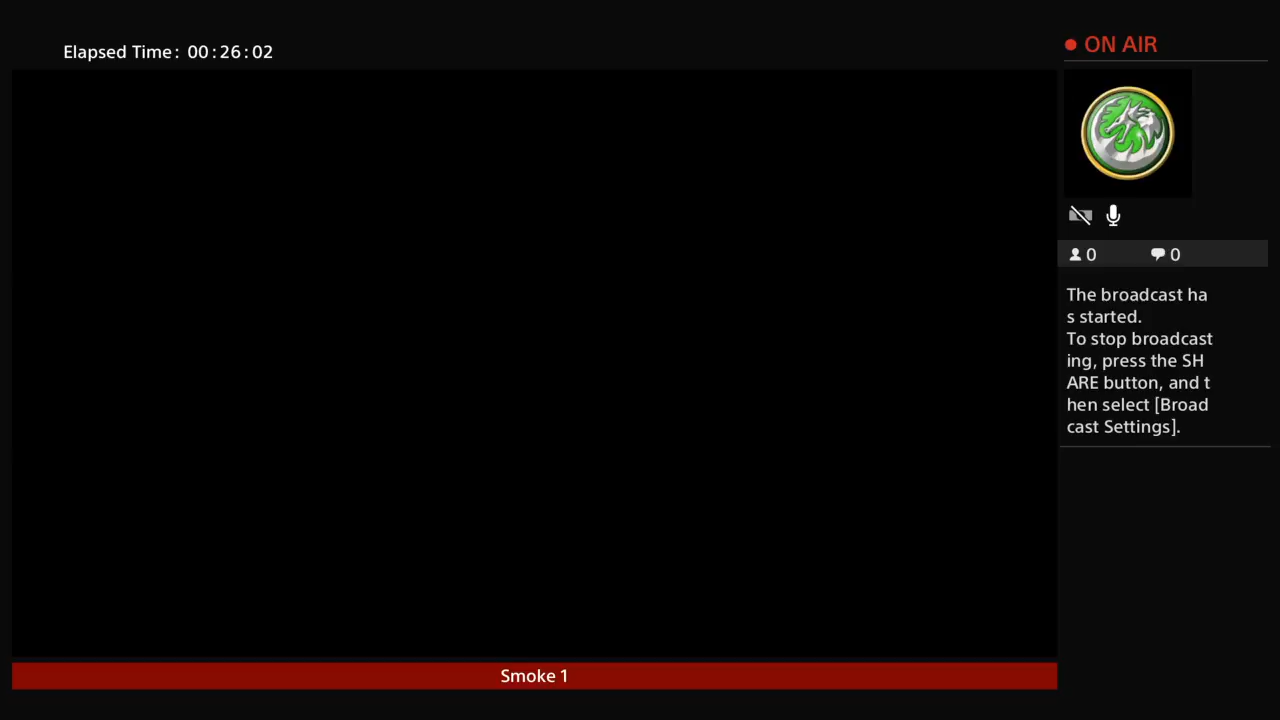 Elapsed Time: 00:26:02
ON AIR
0 0
The broadcast ha
s started.
To stop broadcast
ing, press the SH
ARE button, and t
hen select [Broad
cast Settings].
Smoke 1